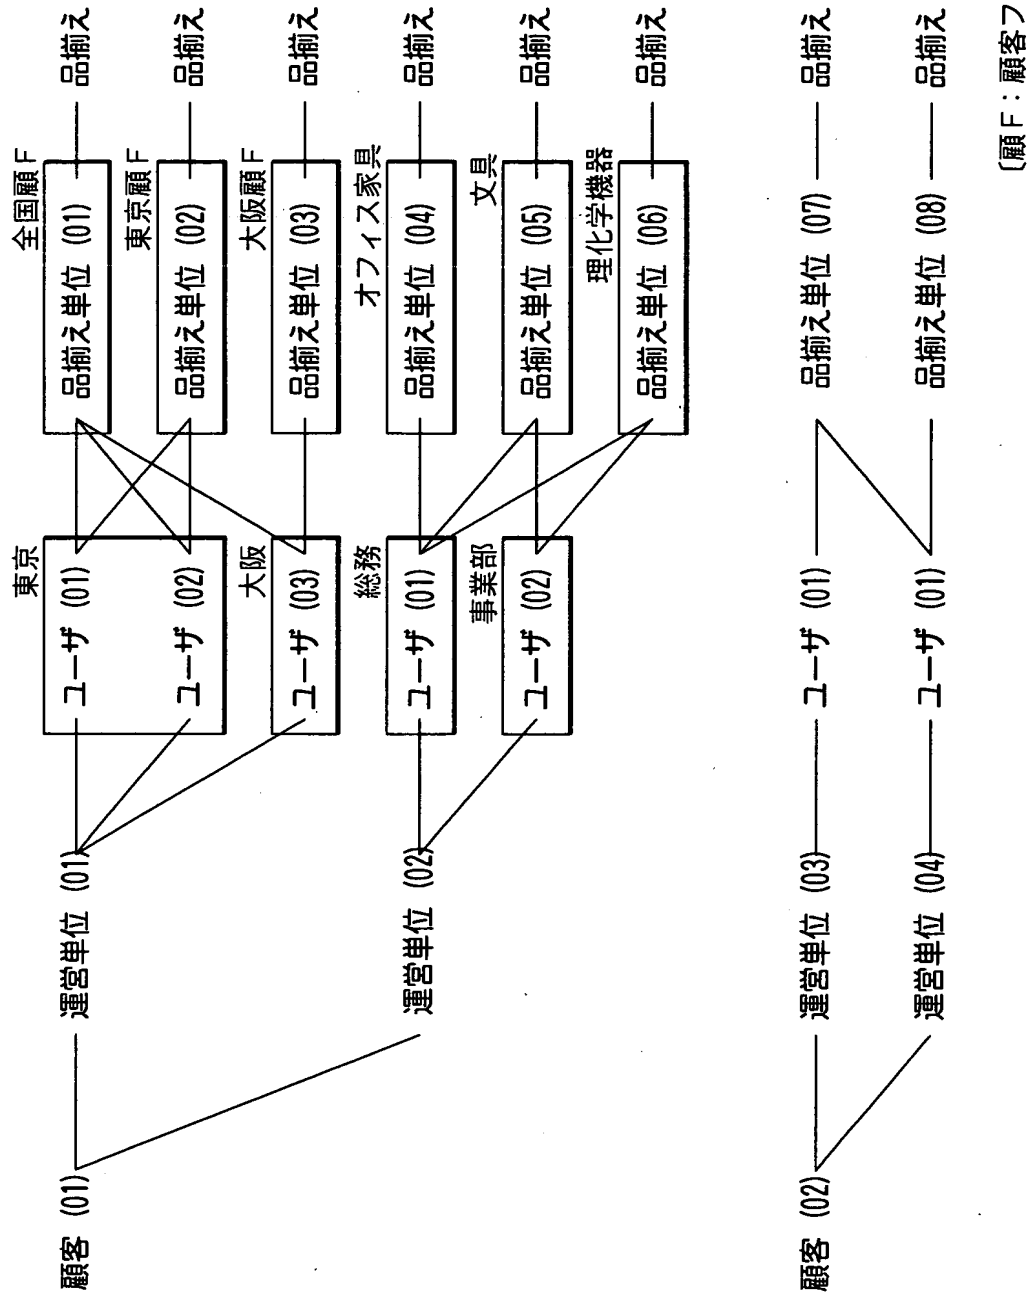 全国顧F
顧客 (01) 運営単位 (01) 東京 ユーザ (01) 品揃え単位 (01) 品揃え
東京顧F
ユーザ (02) 品揃え単位 (02) 品揃え
大阪 大阪顧F
ユーザ (03) 品揃え単位 (03) 品揃え
総務 オフィス家具
運営単位 (02) ユーザ (01) 品揃え単位 (04) 品揃え
事業部 文具
ユーザ (02) 品揃え単位 (05) 品揃え
理化学機器
品揃え単位 (06) 品揃え
顧客 (02) 運営単位 (03) ユーザ (01) 品揃え単位 (07) 品揃え
運営単位 (04) ユーザ (01) 品揃え単位 (08) 品揃え
〔顧F：顧客フ